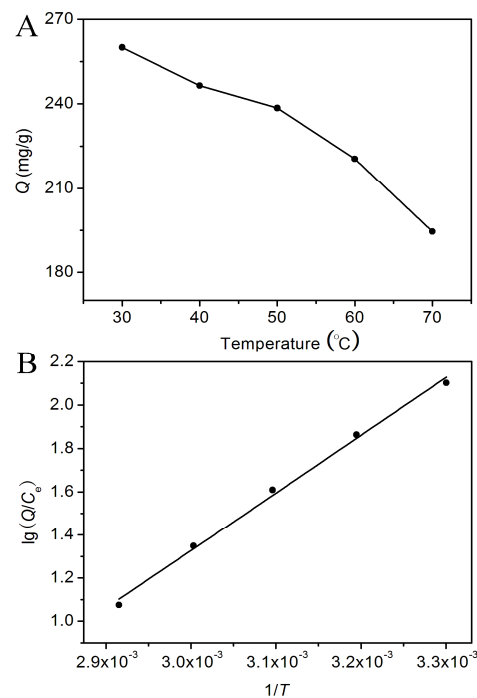 A
270
240
210
180
Q (mg/g)
30 40 50 60 70
Temperature (°C)
B
2.2
2.0
1.8
1.6
1.4
1.2
1.0
lg(Q/Cₑ)
2.9x10⁻³ 3.0x10⁻³ 3.1x10⁻³ 3.2x10⁻³ 3.3x10⁻³
1/T